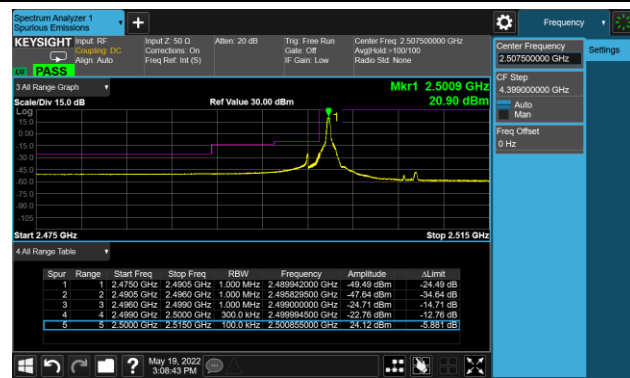 Spectrum Analyzer 1
Spurious Emissions
Frequency
KEYSIGHT
Input: RF
Coupling: DC
Align: Auto
Input Z: 50 Ω
Corrections: On
Freq Ref: Int (S)
Atten: 20 dB
Trig: Free Run
Gate: Off
IF Gain: Low
Center Freq: 2.507500000 GHz
Avg|Hold:>100/100
Radio Std: None
PASS
Center Frequency
2.507500000 GHz
Settings
CF Step
4.399000000 GHz
Auto
Man
Freq Offset
0 Hz
3 All Range Graph
Mkr1 2.5009 GHz
Scale/Div 15.0 dB
Ref Value 30.00 dBm
20.90 dBm
Log
15.0
0.00
-15.0
-30.0
-45.0
-60.0
-75.0
-90.0
-105
1
Start 2.475 GHz
Stop 2.515 GHz
4 All Range Table
Spur Range Start Freq Stop Freq RBW Frequency Amplitude ΔLimit
1 1 2.4750 GHz 2.4905 GHz 1.000 MHz 2.489942000 GHz -49.49 dBm -24.49 dB
2 2 2.4905 GHz 2.4960 GHz 1.000 MHz 2.495829500 GHz -47.64 dBm -34.64 dB
3 3 2.4960 GHz 2.4990 GHz 1.000 MHz 2.499000000 GHz -24.71 dBm -14.71 dB
4 4 2.4990 GHz 2.5000 GHz 300.0 kHz 2.499994500 GHz -22.76 dBm -12.76 dB
5 5 2.5000 GHz 2.5150 GHz 100.0 kHz 2.500855000 GHz 24.12 dBm -5.881 dB
?
May 19, 2022
3:08:43 PM